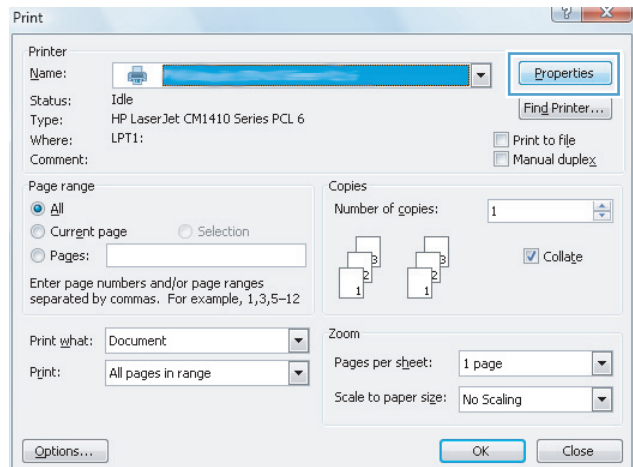 Print
Printer
Name:
Properties
Status: Idle
Find Printer...
Type: HP LaserJet CM1410 Series PCL 6
Where: LPT1:
Print to file
Comment:
Manual duplex
Page range
All
Current page Selection
Pages:
Enter page numbers and/or page ranges
separated by commas. For example, 1,3,5–12
Copies
Number of copies: 1
3 3
2 2
1 1
Collate
Print what: Document
Print: All pages in range
Zoom
Pages per sheet: 1 page
Scale to paper size: No Scaling
Options...
OK
Close